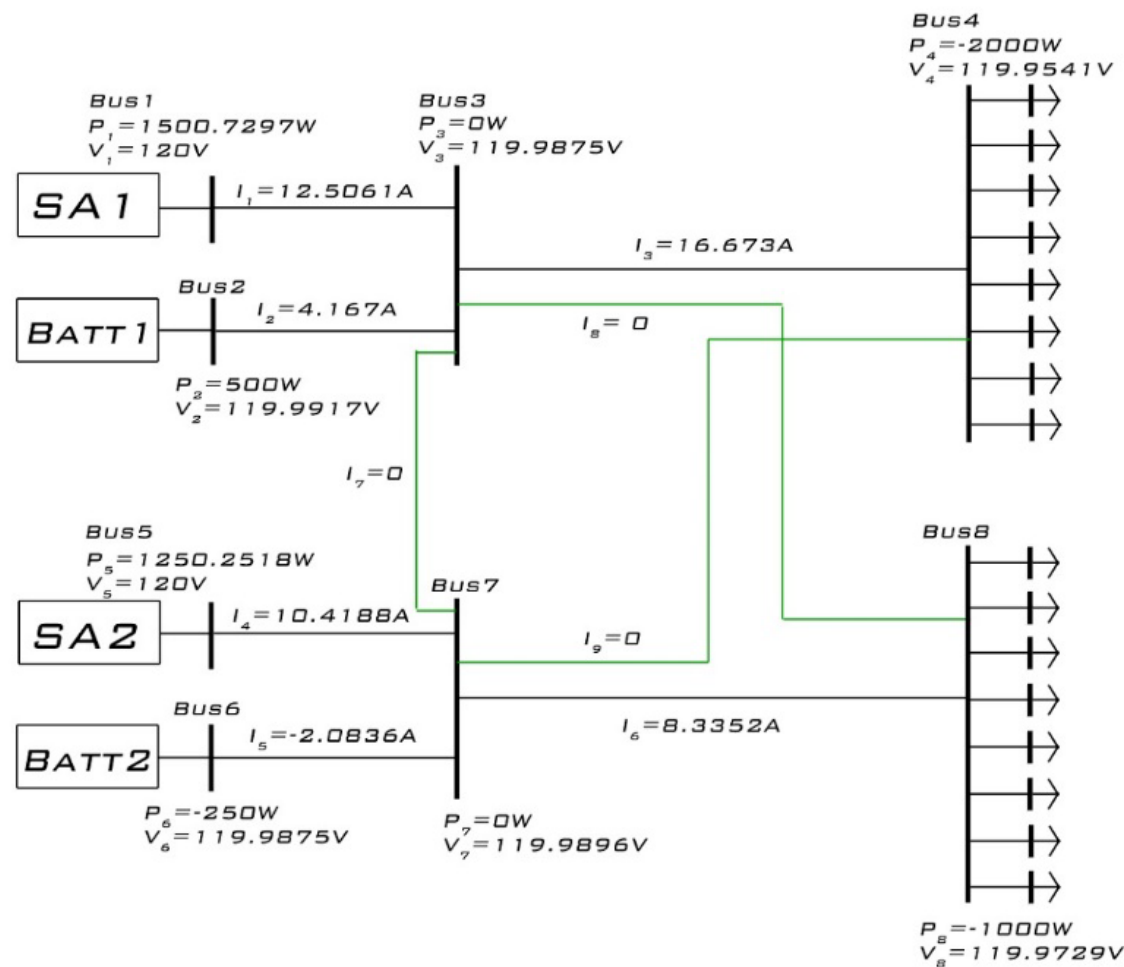 Bus4
P₄=-2000W
V₄=119.9541V
Bus1
P₁=1500.7297W
V₁=120V
Bus3
P₃=0W
V₃=119.9875V
SA1
I₁=12.5061A
I₃=16.673A
Bus2
BATT1
I₂=4.167A
I₈= 0
P₂=500W
V₂=119.9917V
I₇=0
Bus5
P₅=1250.2518W
V₅=120V
Bus7
Bus8
SA2
I₄=10.4188A
I₉=0
Bus6
BATT2
I₅=-2.0836A
I₆=8.3352A
P₆=-250W
V₆=119.9875V
P₇=0W
V₇=119.9896V
P₈=-1000W
V₈=119.9729V